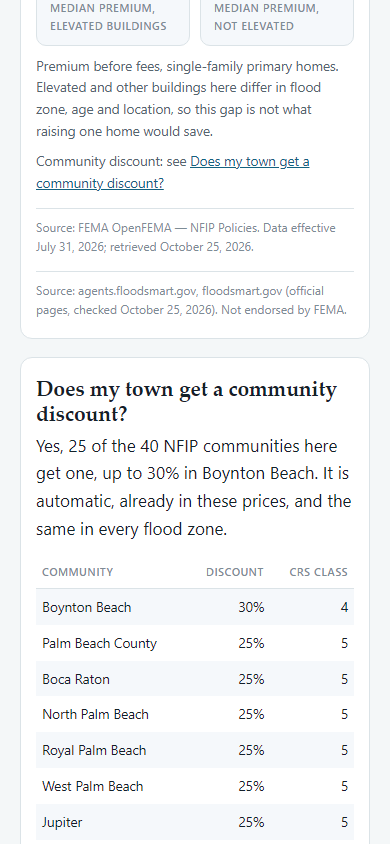 MEDIAN PREMIUM,
ELEVATED BUILDINGS
MEDIAN PREMIUM,
NOT ELEVATED
Premium before fees, single-family primary homes.
Elevated and other buildings here differ in flood
zone, age and location, so this gap is not what
raising one home would save.
Community discount: see Does my town get a
community discount?
Source: FEMA OpenFEMA — NFIP Policies. Data effective
July 31, 2026; retrieved October 25, 2026.
Source: agents.floodsmart.gov, floodsmart.gov (official
pages, checked October 25, 2026). Not endorsed by FEMA.
Does my town get a community
discount?
Yes, 25 of the 40 NFIP communities here
get one, up to 30% in Boynton Beach. It is
automatic, already in these prices, and the
same in every flood zone.
COMMUNITY DISCOUNT CRS CLASS
Boynton Beach 30% 4
Palm Beach County 25% 5
Boca Raton 25% 5
North Palm Beach 25% 5
Royal Palm Beach 25% 5
West Palm Beach 25% 5
Jupiter 25% 5